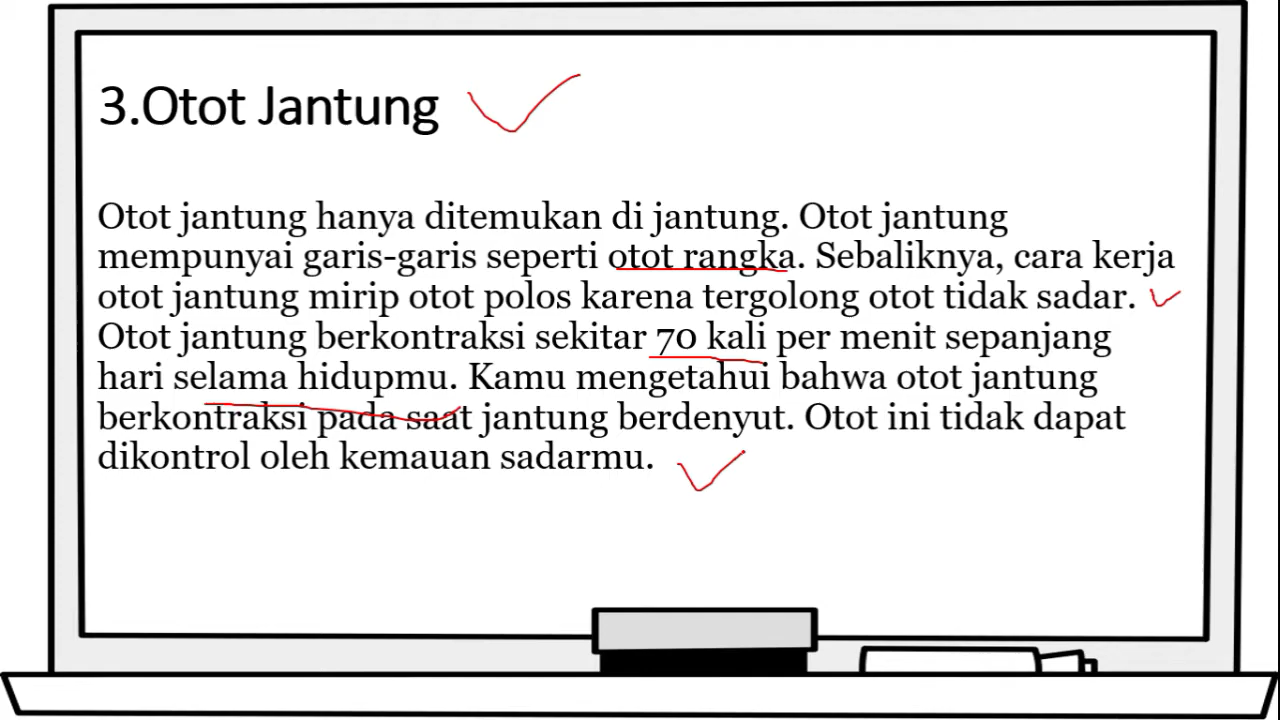 3.Otot Jantung
Otot jantung hanya ditemukan di jantung. Otot jantung
mempunyai garis-garis seperti otot rangka. Sebaliknya, cara kerja
otot jantung mirip otot polos karena tergolong otot tidak sadar.
Otot jantung berkontraksi sekitar 70 kali per menit sepanjang
hari selama hidupmu. Kamu mengetahui bahwa otot jantung
berkontraksi pada saat jantung berdenyut. Otot ini tidak dapat
dikontrol oleh kemauan sadarmu.